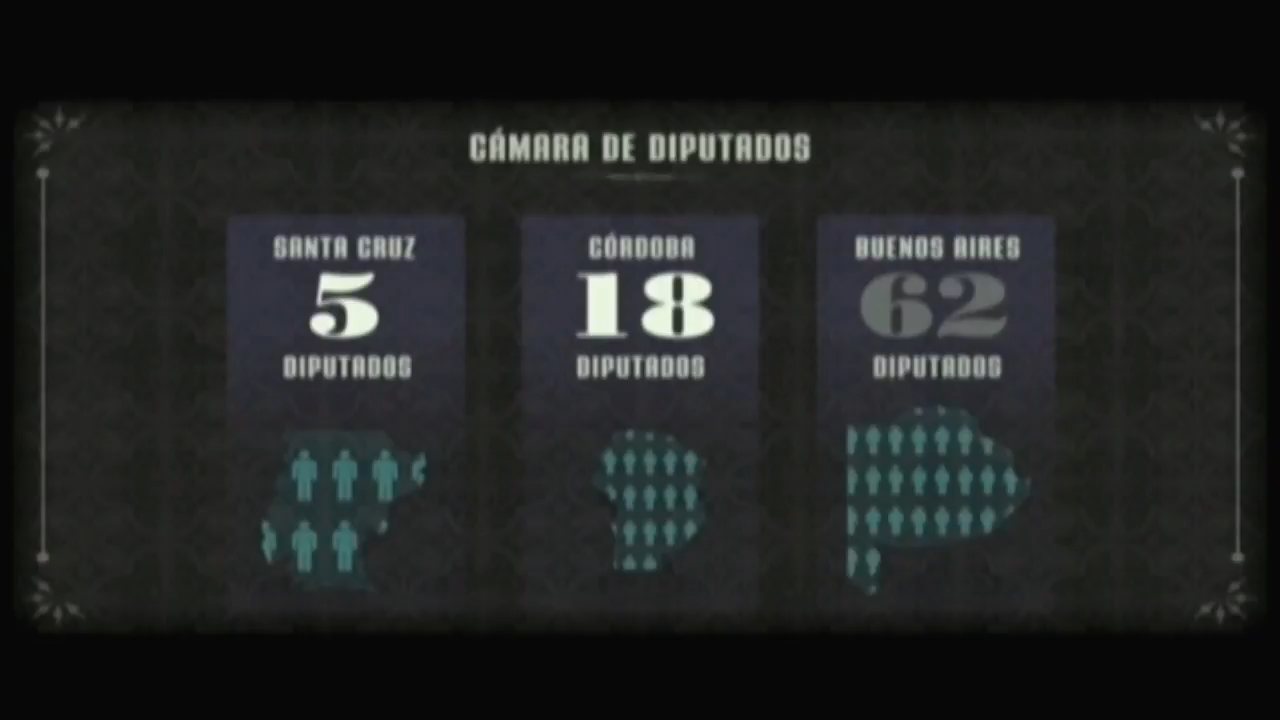 CÁMARA DE DIPUTADOS
SANTA CRUZ
5
DIPUTADOS
CÓRDOBA
18
DIPUTADOS
BUENOS AIRES
62
DIPUTADOS